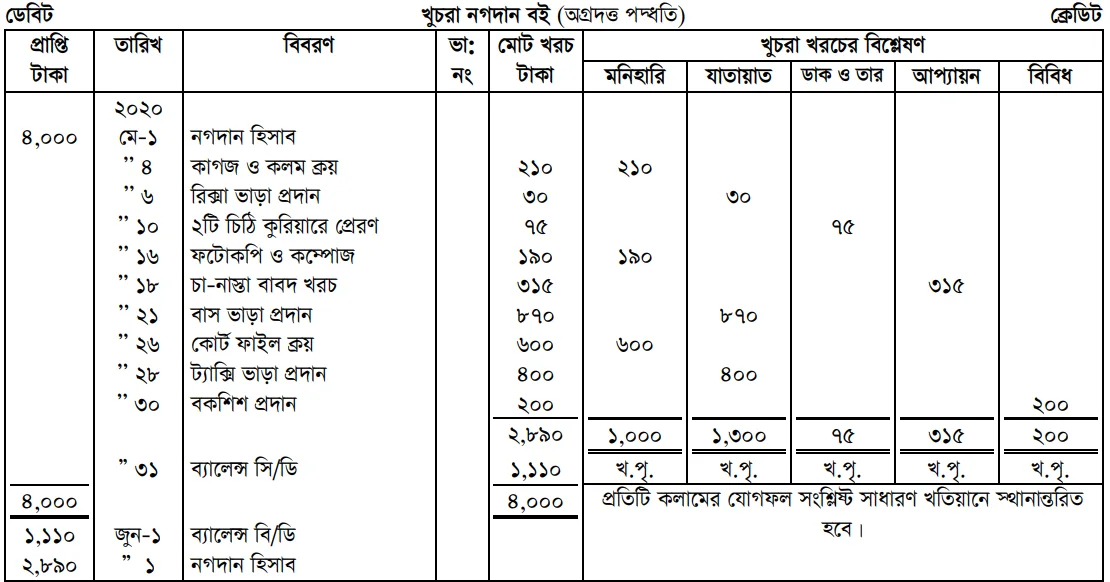 ডেবিট খুচরা নগদান বই (অগ্রদত্ত পদ্ধতি) ক্রেডিট
প্রাপ্তি টাকা তারিখ বিবরণ ভা: নং মোট খরচ টাকা খুচরা খরচের বিশ্লেষণ
মনিহারি যাতায়াত ডাক ও তার আপ্যায়ন বিবিধ
২০২০
৪,০০০ মে-১ নগদান হিসাব
” ৪ কাগজ ও কলম ক্রয় ২১০ ২১০
” ৬ রিক্সা ভাড়া প্রদান ৩০ ৩০
” ১০ ২টি চিঠি কুরিয়ারে প্রেরণ ৭৫ ৭৫
” ১৬ ফটোকপি ও কম্পোজ ১৯০ ১৯০
” ১৮ চা-নাস্তা বাবদ খরচ ৩১৫ ৩১৫
” ২১ বাস ভাড়া প্রদান ৮৭০ ৮৭০
” ২৬ কোর্ট ফাইল ক্রয় ৬০০ ৬০০
” ২৮ ট্যাক্সি ভাড়া প্রদান ৪০০ ৪০০
” ৩০ বকশিশ প্রদান ২০০ ২০০
২,৮৯০ ১,০০০ ১,৩০০ ৭৫ ৩১৫ ২০০
” ৩১ ব্যালেন্স সি/ডি ১,১১০ খ.পৃ. খ.পৃ. খ.পৃ. খ.পৃ. খ.পৃ.
৪,০০০ ৪,০০০ প্রতিটি কলামের যোগফল সংশ্লিষ্ট সাধারণ খতিয়ানে স্থানান্তরিত
হবে।
১,১১০ জুন-১ ব্যালেন্স বি/ডি
২,৮৯০ ” ১ নগদান হিসাব